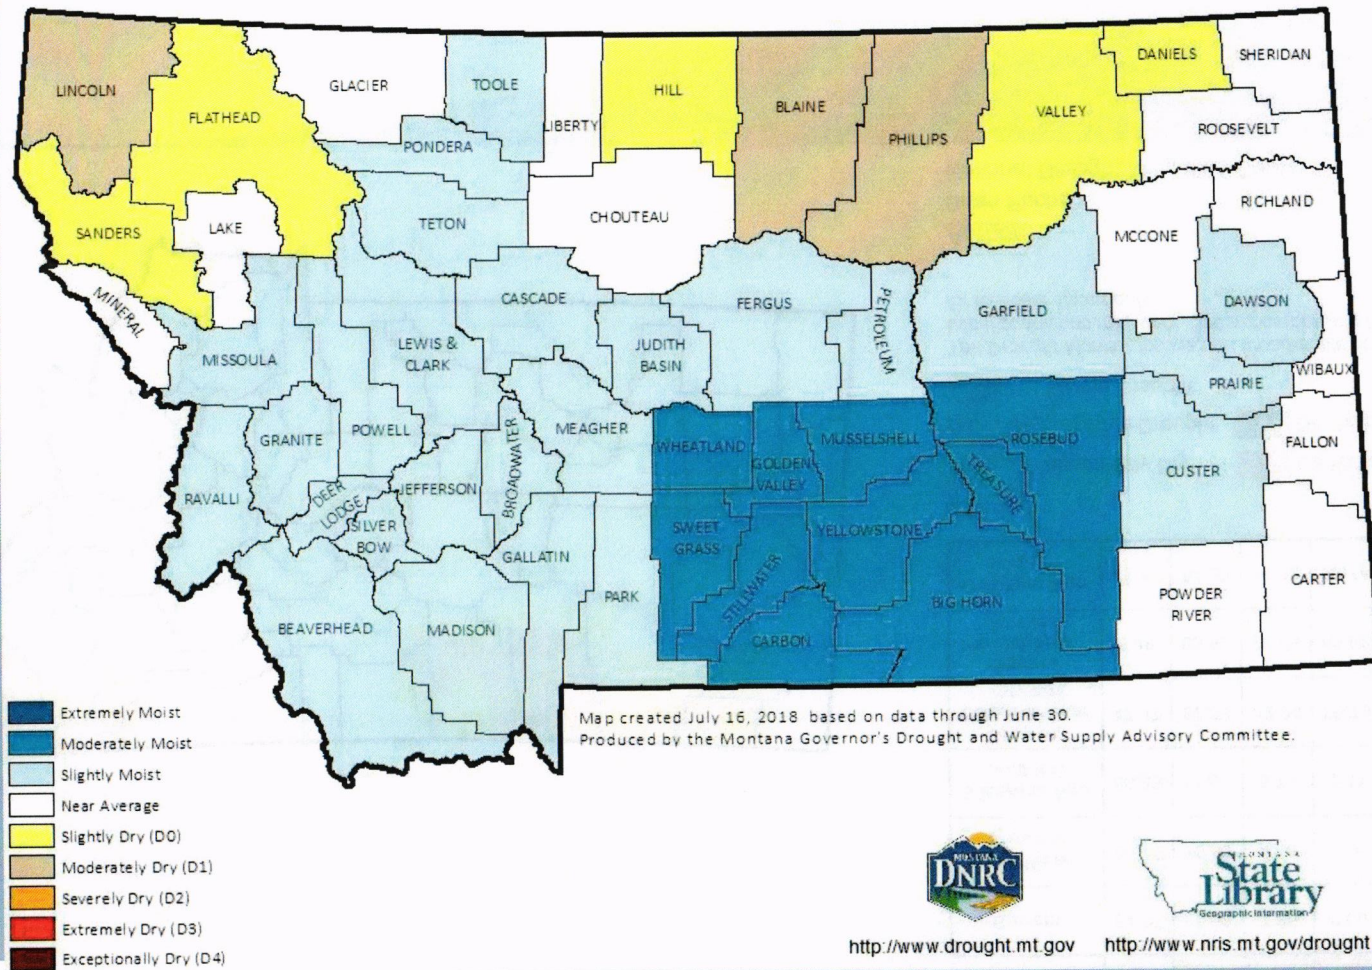 LINCOLN
FLATHEAD
GLACIER
TOOLE
LIBERTY
HILL
BLAINE
PHILLIPS
VALLEY
DANIELS
SHERIDAN
ROOSEVELT
PONDERA
SANDERS
LAKE
TETON
CHOUTEAU
MCCONE
RICHLAND
MINERAL
MISSOULA
LEWIS &
CLARK
CASCADE
JUDITH
BASIN
FERGUS
PETROLEUM
GARFIELD
DAWSON
WIBAUX
PRAIRIE
GRANITE
POWELL
MEAGHER
BROADWATER
JEFFERSON
WHEATLAND
GOLDEN
VALLEY
MUSSELSHELL
ROSEBUD
TREASURE
CUSTER
FALLON
RAVALLI
DEER
LODGE
SILVER
BOW
GALLATIN
PARK
SWEET
GRASS
STILLWATER
YELLOWSTONE
BIG HORN
CARBON
POWDER
RIVER
CARTER
BEAVERHEAD
MADISON
Extremely Moist
Moderately Moist
Slightly Moist
Near Average
Slightly Dry (D0)
Moderately Dry (D1)
Severely Dry (D2)
Extremely Dry (D3)
Exceptionally Dry (D4)
Map created July 16, 2018 based on data through June 30.
Produced by the Montana Governor's Drought and Water Supply Advisory Committee.
MONTANA
DNRC
http://www.drought.mt.gov
MONTANA
State
Library
Geographic Information
http://www.nris.mt.gov/drought